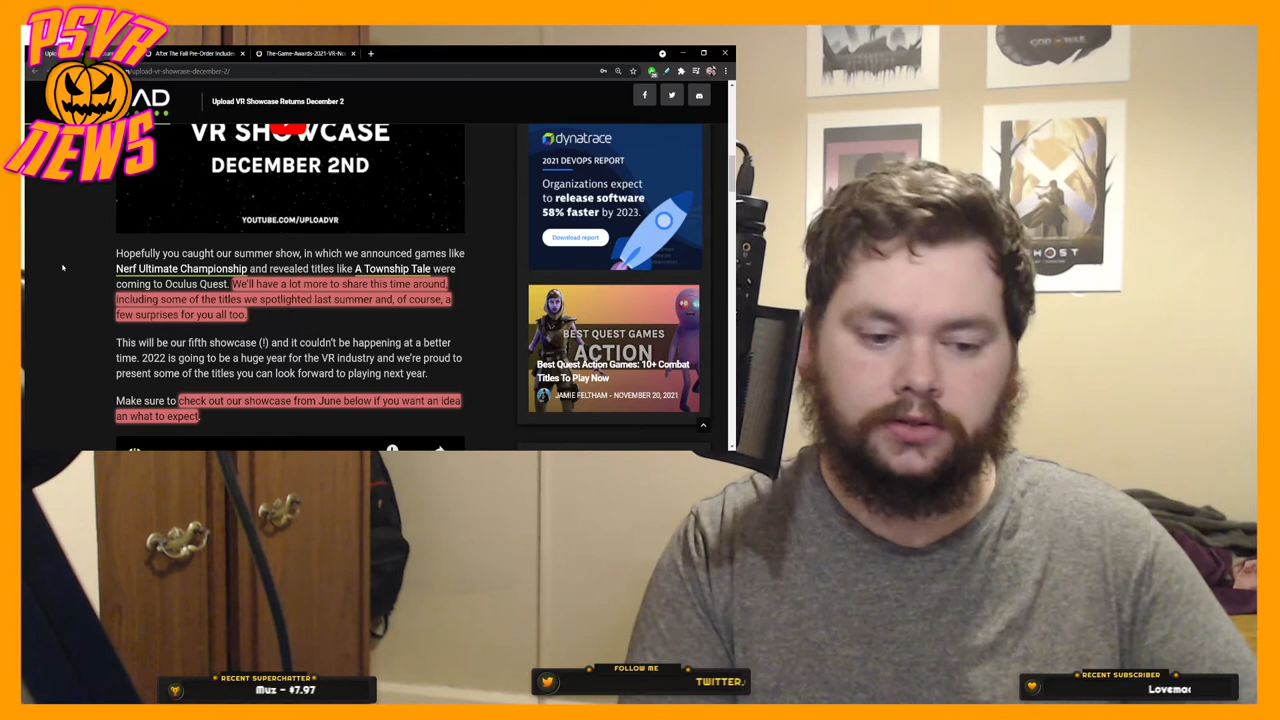 PSVR
NEWS
After The Fall Pre-Order Includes
The-Game-Awards-2021-VR-No
/upload-vr-showcase-december-2/
AD
Upload VR Showcase Returns December 2
VR SHOWCASE
DECEMBER 2ND
YOUTUBE.COM/UPLOADVR
Hopefully you caught our summer show, in which we announced games like
Nerf Ultimate Championship and revealed titles like A Township Tale were
coming to Oculus Quest. We'll have a lot more to share this time around,
including some of the titles we spotlighted last summer and, of course, a
few surprises for you all too.
This will be our fifth showcase (!) and it couldn't be happening at a better
time. 2022 is going to be a huge year for the VR industry and we're proud to
present some of the titles you can look forward to playing next year.
Make sure to check out our showcase from June below if you want an idea
an what to expect.
dynatrace
2021 DEVOPS REPORT
Organizations expect
to release software
58% faster by 2023.
Download report
BEST QUEST GAMES
ACTION
Best Quest Action Games: 10+ Combat
Titles To Play Now
JAMIE FELTHAM - NOVEMBER 20, 2021
GOD OF WAR
GHOST
RECENT SUPERCHATTER
Muz - $7.97
FOLLOW ME
TWITTER.
RECENT SUBSCRIBER
Lovemac